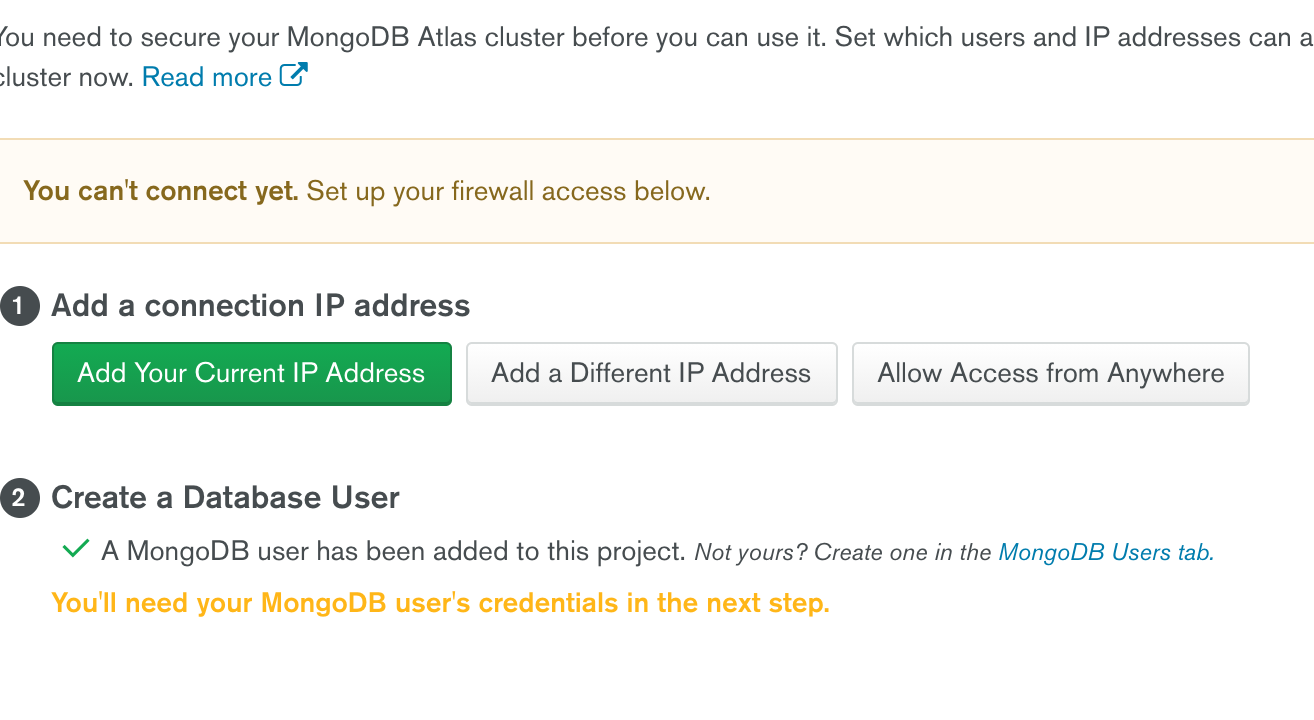 You need to secure your MongoDB Atlas cluster before you can use it. Set which users and IP addresses can a
cluster now. Read more
You can't connect yet. Set up your firewall access below.
1 Add a connection IP address
Add Your Current IP Address Add a Different IP Address Allow Access from Anywhere
2 Create a Database User
A MongoDB user has been added to this project. Not yours? Create one in the MongoDB Users tab.
You'll need your MongoDB user's credentials in the next step.